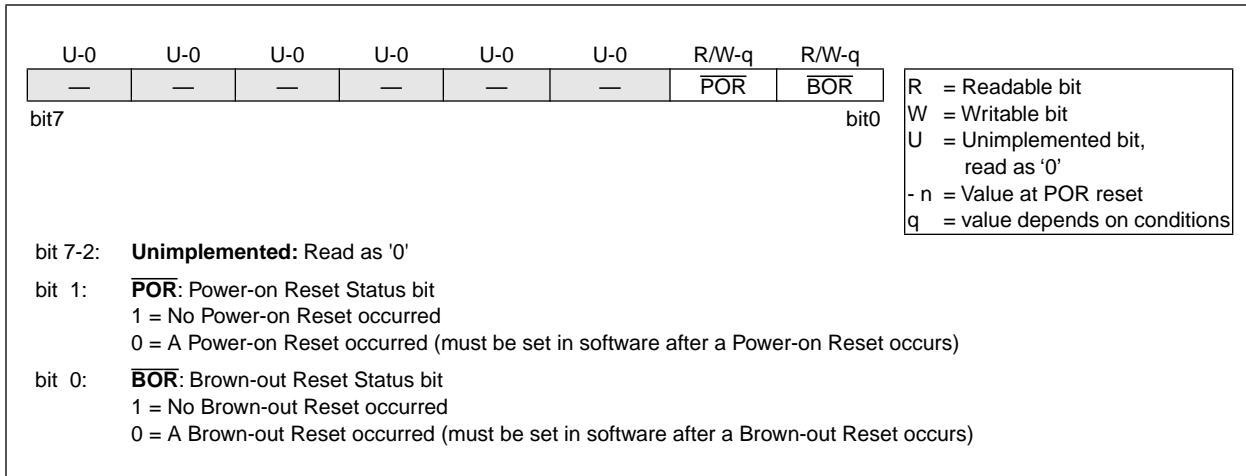 U-0 U-0 U-0 U-0 U-0 U-0 R/W-q R/W-q
— — — — — — P̅O̅R̅ B̅O̅R̅
bit7 bit0
R = Readable bit
W = Writable bit
U = Unimplemented bit,
read as ‘0’
- n = Value at POR reset
q = value depends on conditions
bit 7-2: Unimplemented: Read as '0'
bit 1: P̅O̅R̅: Power-on Reset Status bit
1 = No Power-on Reset occurred
0 = A Power-on Reset occurred (must be set in software after a Power-on Reset occurs)
bit 0: B̅O̅R̅: Brown-out Reset Status bit
1 = No Brown-out Reset occurred
0 = A Brown-out Reset occurred (must be set in software after a Brown-out Reset occurs)